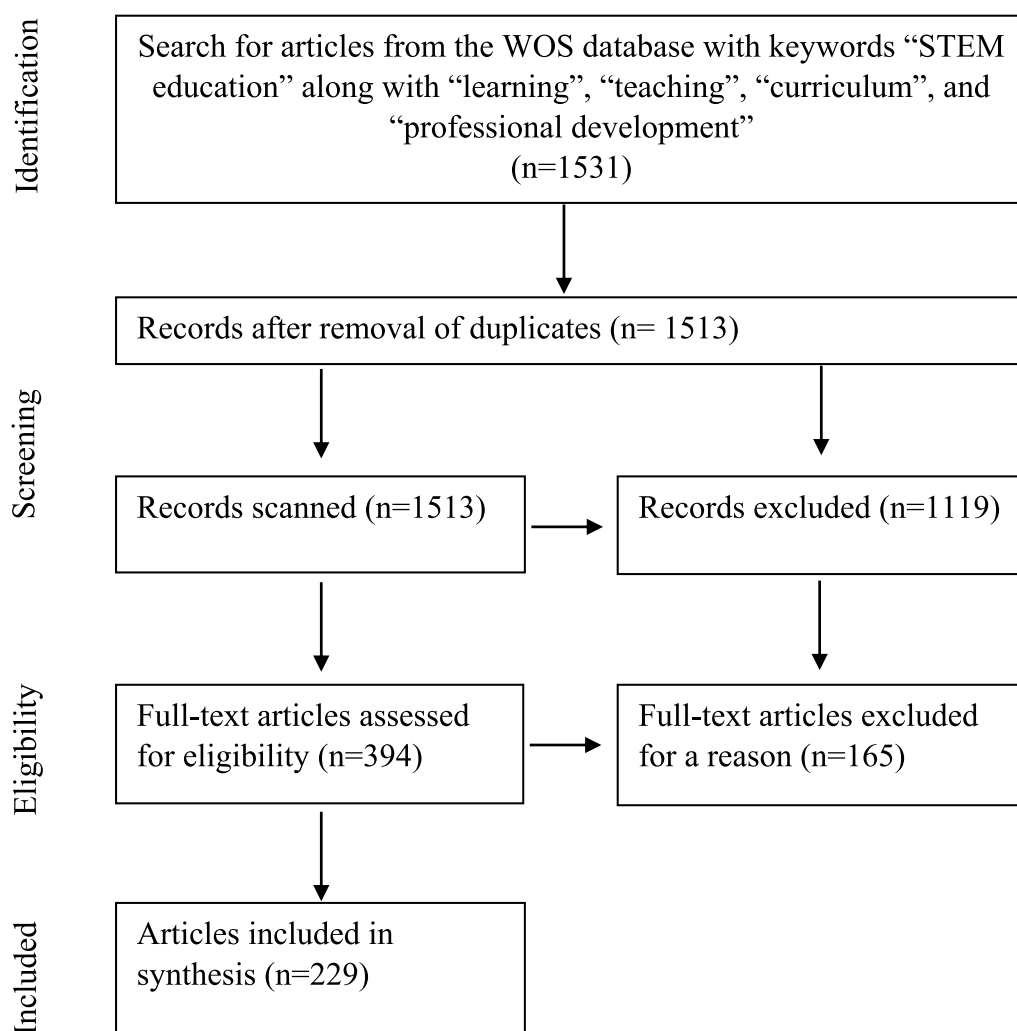 Identification
Search for articles from the WOS database with keywords “STEM
education” along with “learning”, “teaching”, “curriculum”, and
“professional development”
(n=1531)
Records after removal of duplicates (n= 1513)
Screening
Records scanned (n=1513)
Records excluded (n=1119)
Eligibility
Full-text articles assessed
for eligibility (n=394)
Full-text articles excluded
for a reason (n=165)
Included
Articles included in
synthesis (n=229)